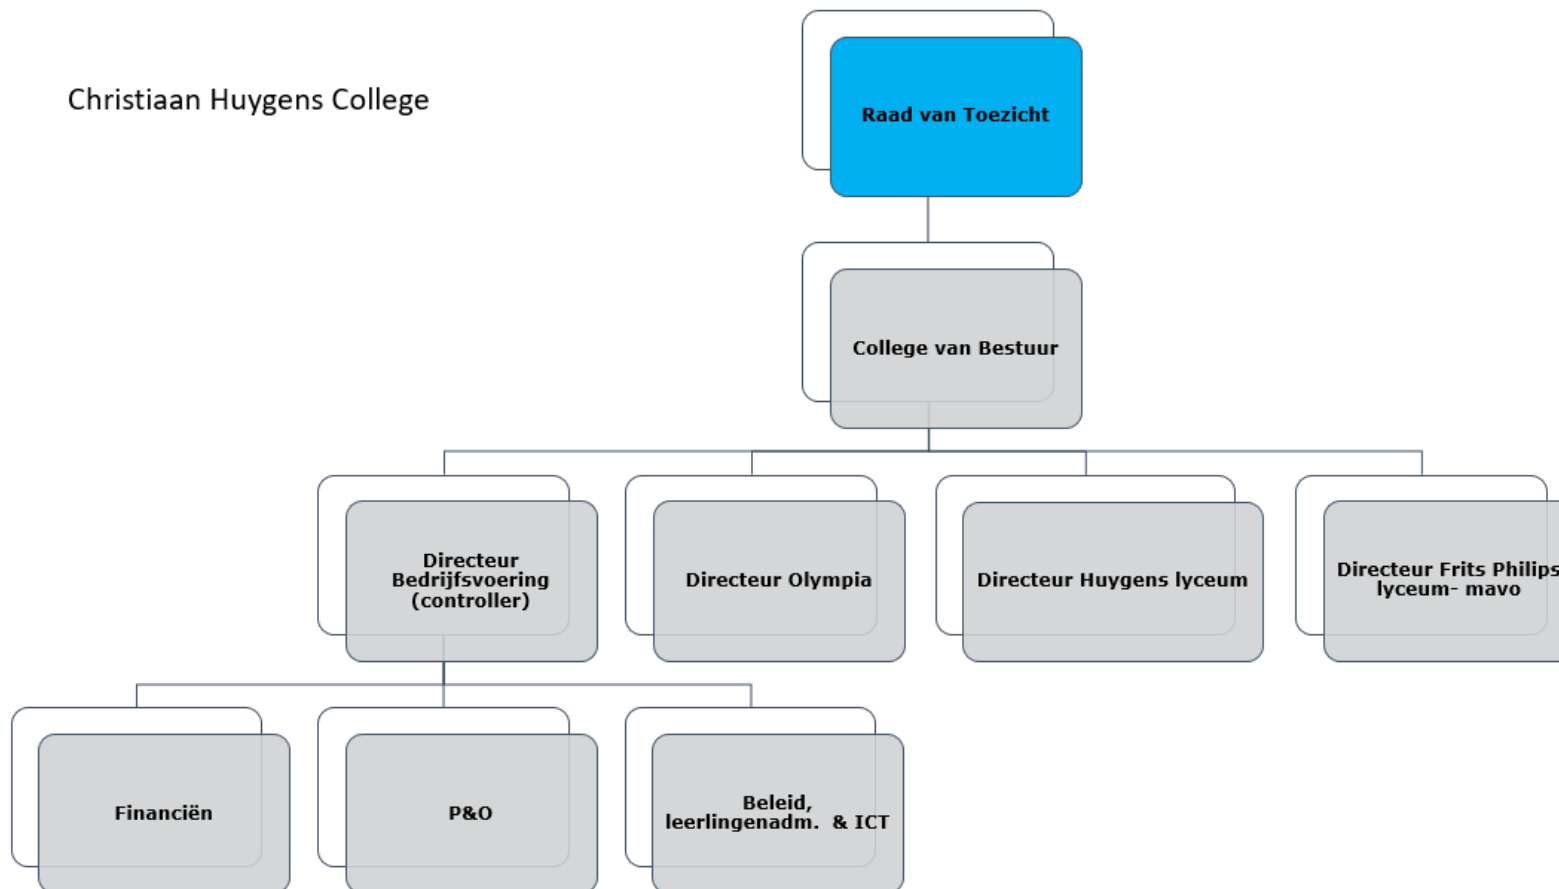 Christiaan Huygens College
Raad van Toezicht
College van Bestuur
Directeur
Bedrijfsvoering
(controller)
Directeur Olympia
Directeur Huygens lyceum
Directeur Frits Philips
lyceum- mavo
Financiën
P&O
Beleid,
leerlingenadm.  & ICT